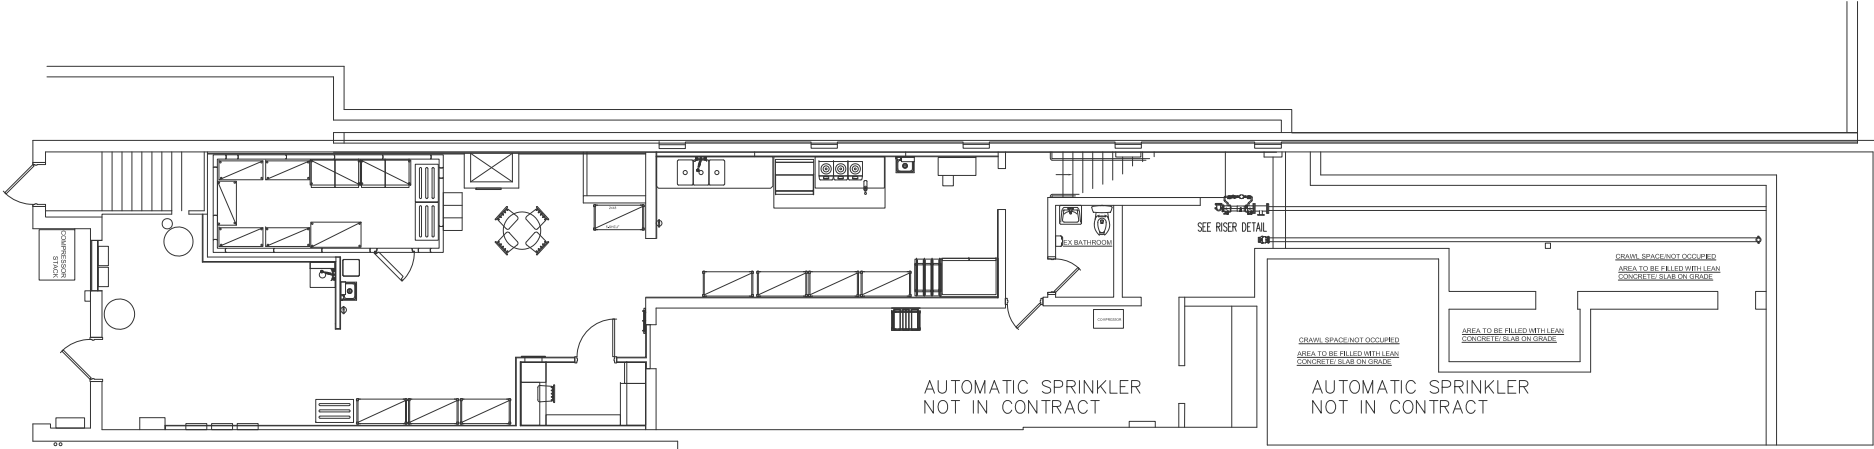 SEE RISER DETAIL
COMPRESSOR
STACK
EX BATHROOM
CRAWL SPACE/NOT OCCUPIED
AREA TO BE FILLED WITH LEAN
CONCRETE/ SLAB ON GRADE
COMPRESSOR
AREA TO BE FILLED WITH LEAN
CONCRETE/ SLAB ON GRADE
CRAWL SPACE/NOT OCCUPIED
AREA TO BE FILLED WITH LEAN
CONCRETE/ SLAB ON GRADE
AUTOMATIC SPRINKLER
NOT IN CONTRACT
AUTOMATIC SPRINKLER
NOT IN CONTRACT